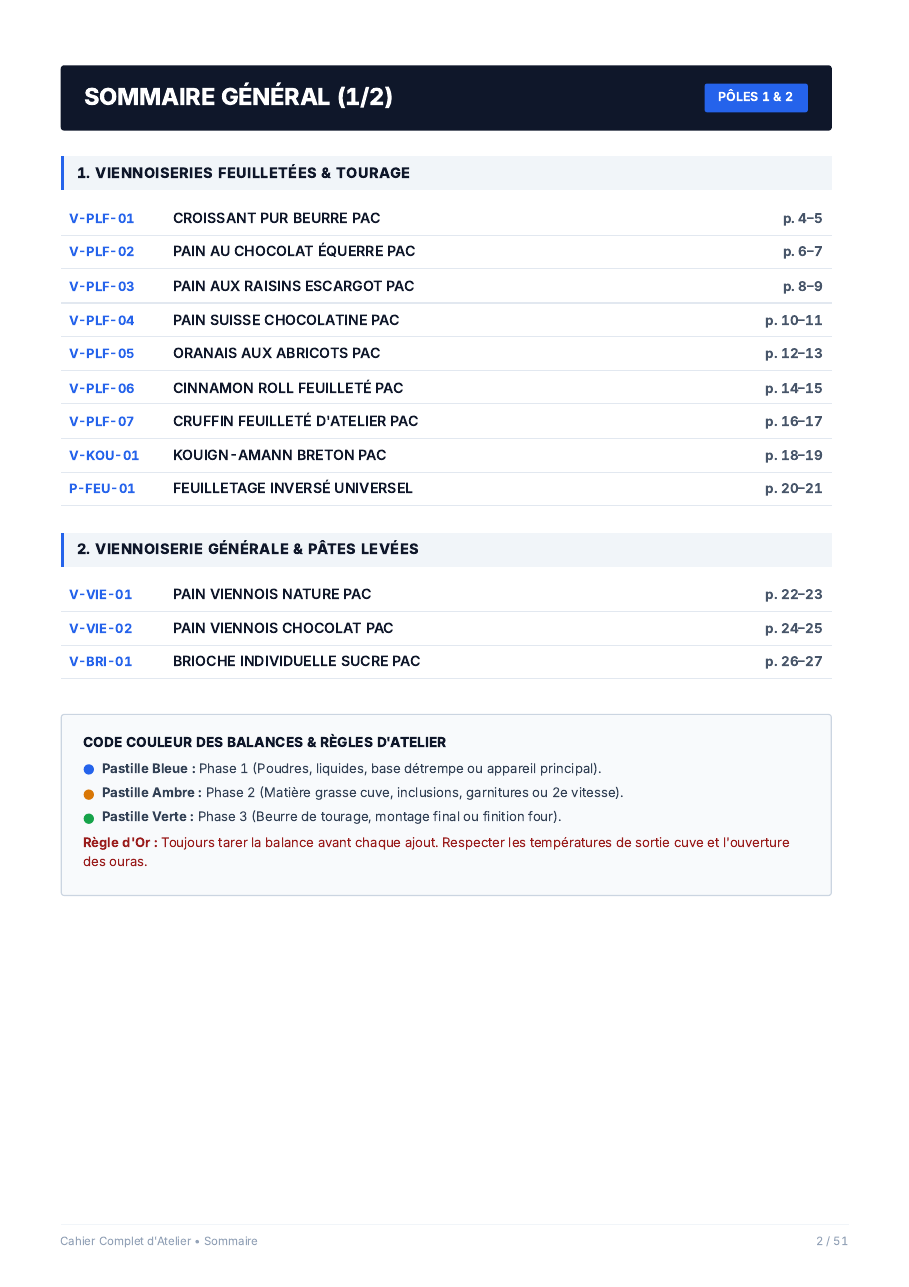 SOMMAIRE GÉNÉRAL (1/2) PÔLES 1 & 2
1. VIENNOISERIES FEUILLETÉES & TOURAGE
V-PLF-01 CROISSANT PUR BEURRE PAC p. 4–5
V-PLF-02 PAIN AU CHOCOLAT ÉQUERRE PAC p. 6–7
V-PLF-03 PAIN AUX RAISINS ESCARGOT PAC p. 8–9
V-PLF-04 PAIN SUISSE CHOCOLATINE PAC p. 10–11
V-PLF-05 ORANAIS AUX ABRICOTS PAC p. 12–13
V-PLF-06 CINNAMON ROLL FEUILLETÉ PAC p. 14–15
V-PLF-07 CRUFFIN FEUILLETÉ D'ATELIER PAC p. 16–17
V-KOU-01 KOUIGN-AMANN BRETON PAC p. 18–19
P-FEU-01 FEUILLETAGE INVERSÉ UNIVERSEL p. 20–21
2. VIENNOISERIE GÉNÉRALE & PÂTES LEVÉES
V-VIE-01 PAIN VIENNOIS NATURE PAC p. 22–23
V-VIE-02 PAIN VIENNOIS CHOCOLAT PAC p. 24–25
V-BRI-01 BRIOCHE INDIVIDUELLE SUCRE PAC p. 26–27
CODE COULEUR DES BALANCES & RÈGLES D'ATELIER
Pastille Bleue : Phase 1 (Poudres, liquides, base détrempe ou appareil principal).
Pastille Ambre : Phase 2 (Matière grasse cuve, inclusions, garnitures ou 2e vitesse).
Pastille Verte : Phase 3 (Beurre de tourage, montage final ou finition four).
Règle d'Or : Toujours tarer la balance avant chaque ajout. Respecter les températures de sortie cuve et l'ouverture
des ouras.
Cahier Complet d'Atelier • Sommaire 2 / 51